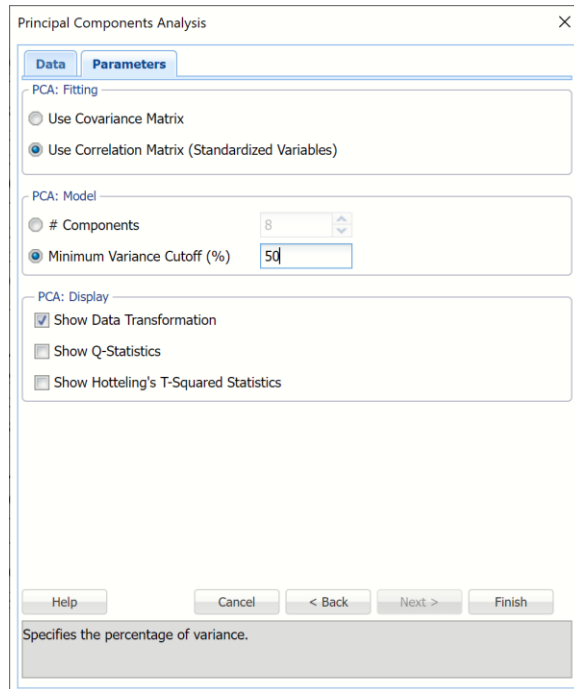 Principal Components Analysis
Data Parameters
PCA: Fitting
Use Covariance Matrix
Use Correlation Matrix (Standardized Variables)
PCA: Model
# Components 8
Minimum Variance Cutoff (%) 50
PCA: Display
Show Data Transformation
Show Q-Statistics
Show Hotteling's T-Squared Statistics
Help Cancel < Back Next > Finish
Specifies the percentage of variance.